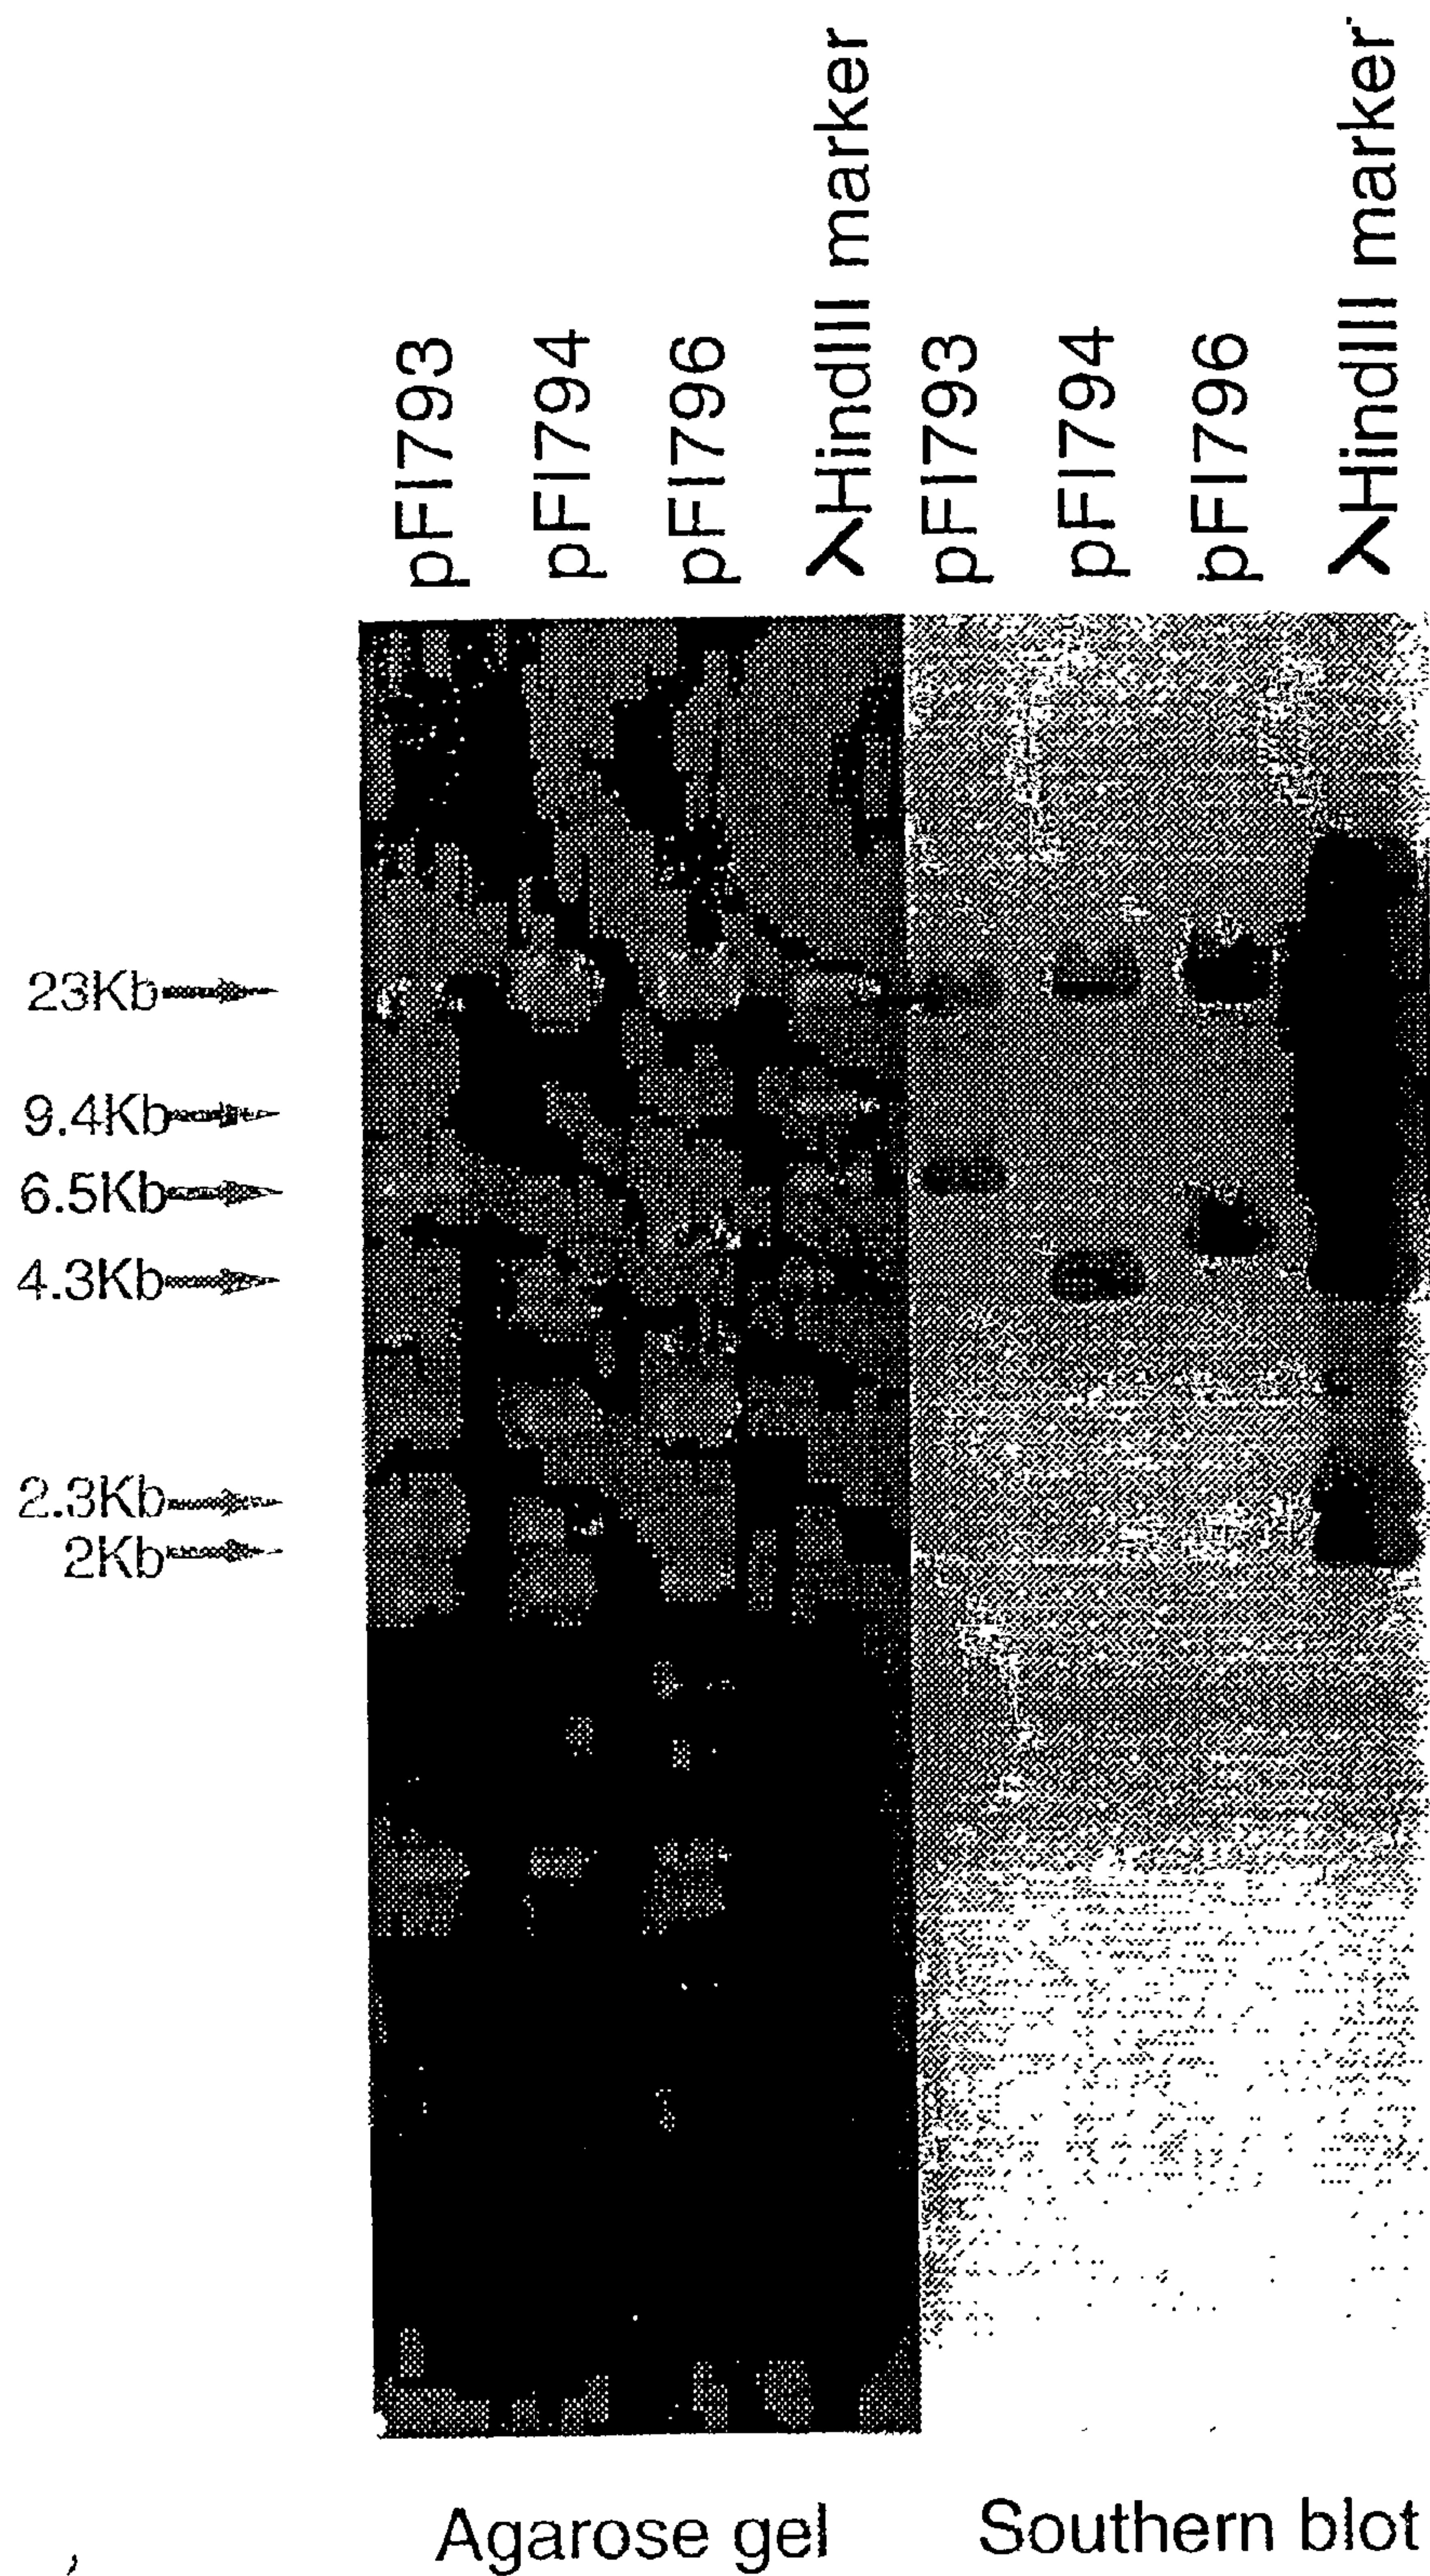 pFI793
pFI794
pFI796
λHindIII marker
pFI793
pFI794
pFI796
λHindIII marker
23Kb
9.4Kb
6.5Kb
4.3Kb
2.3Kb
2Kb
Agarose gel
Southern blot